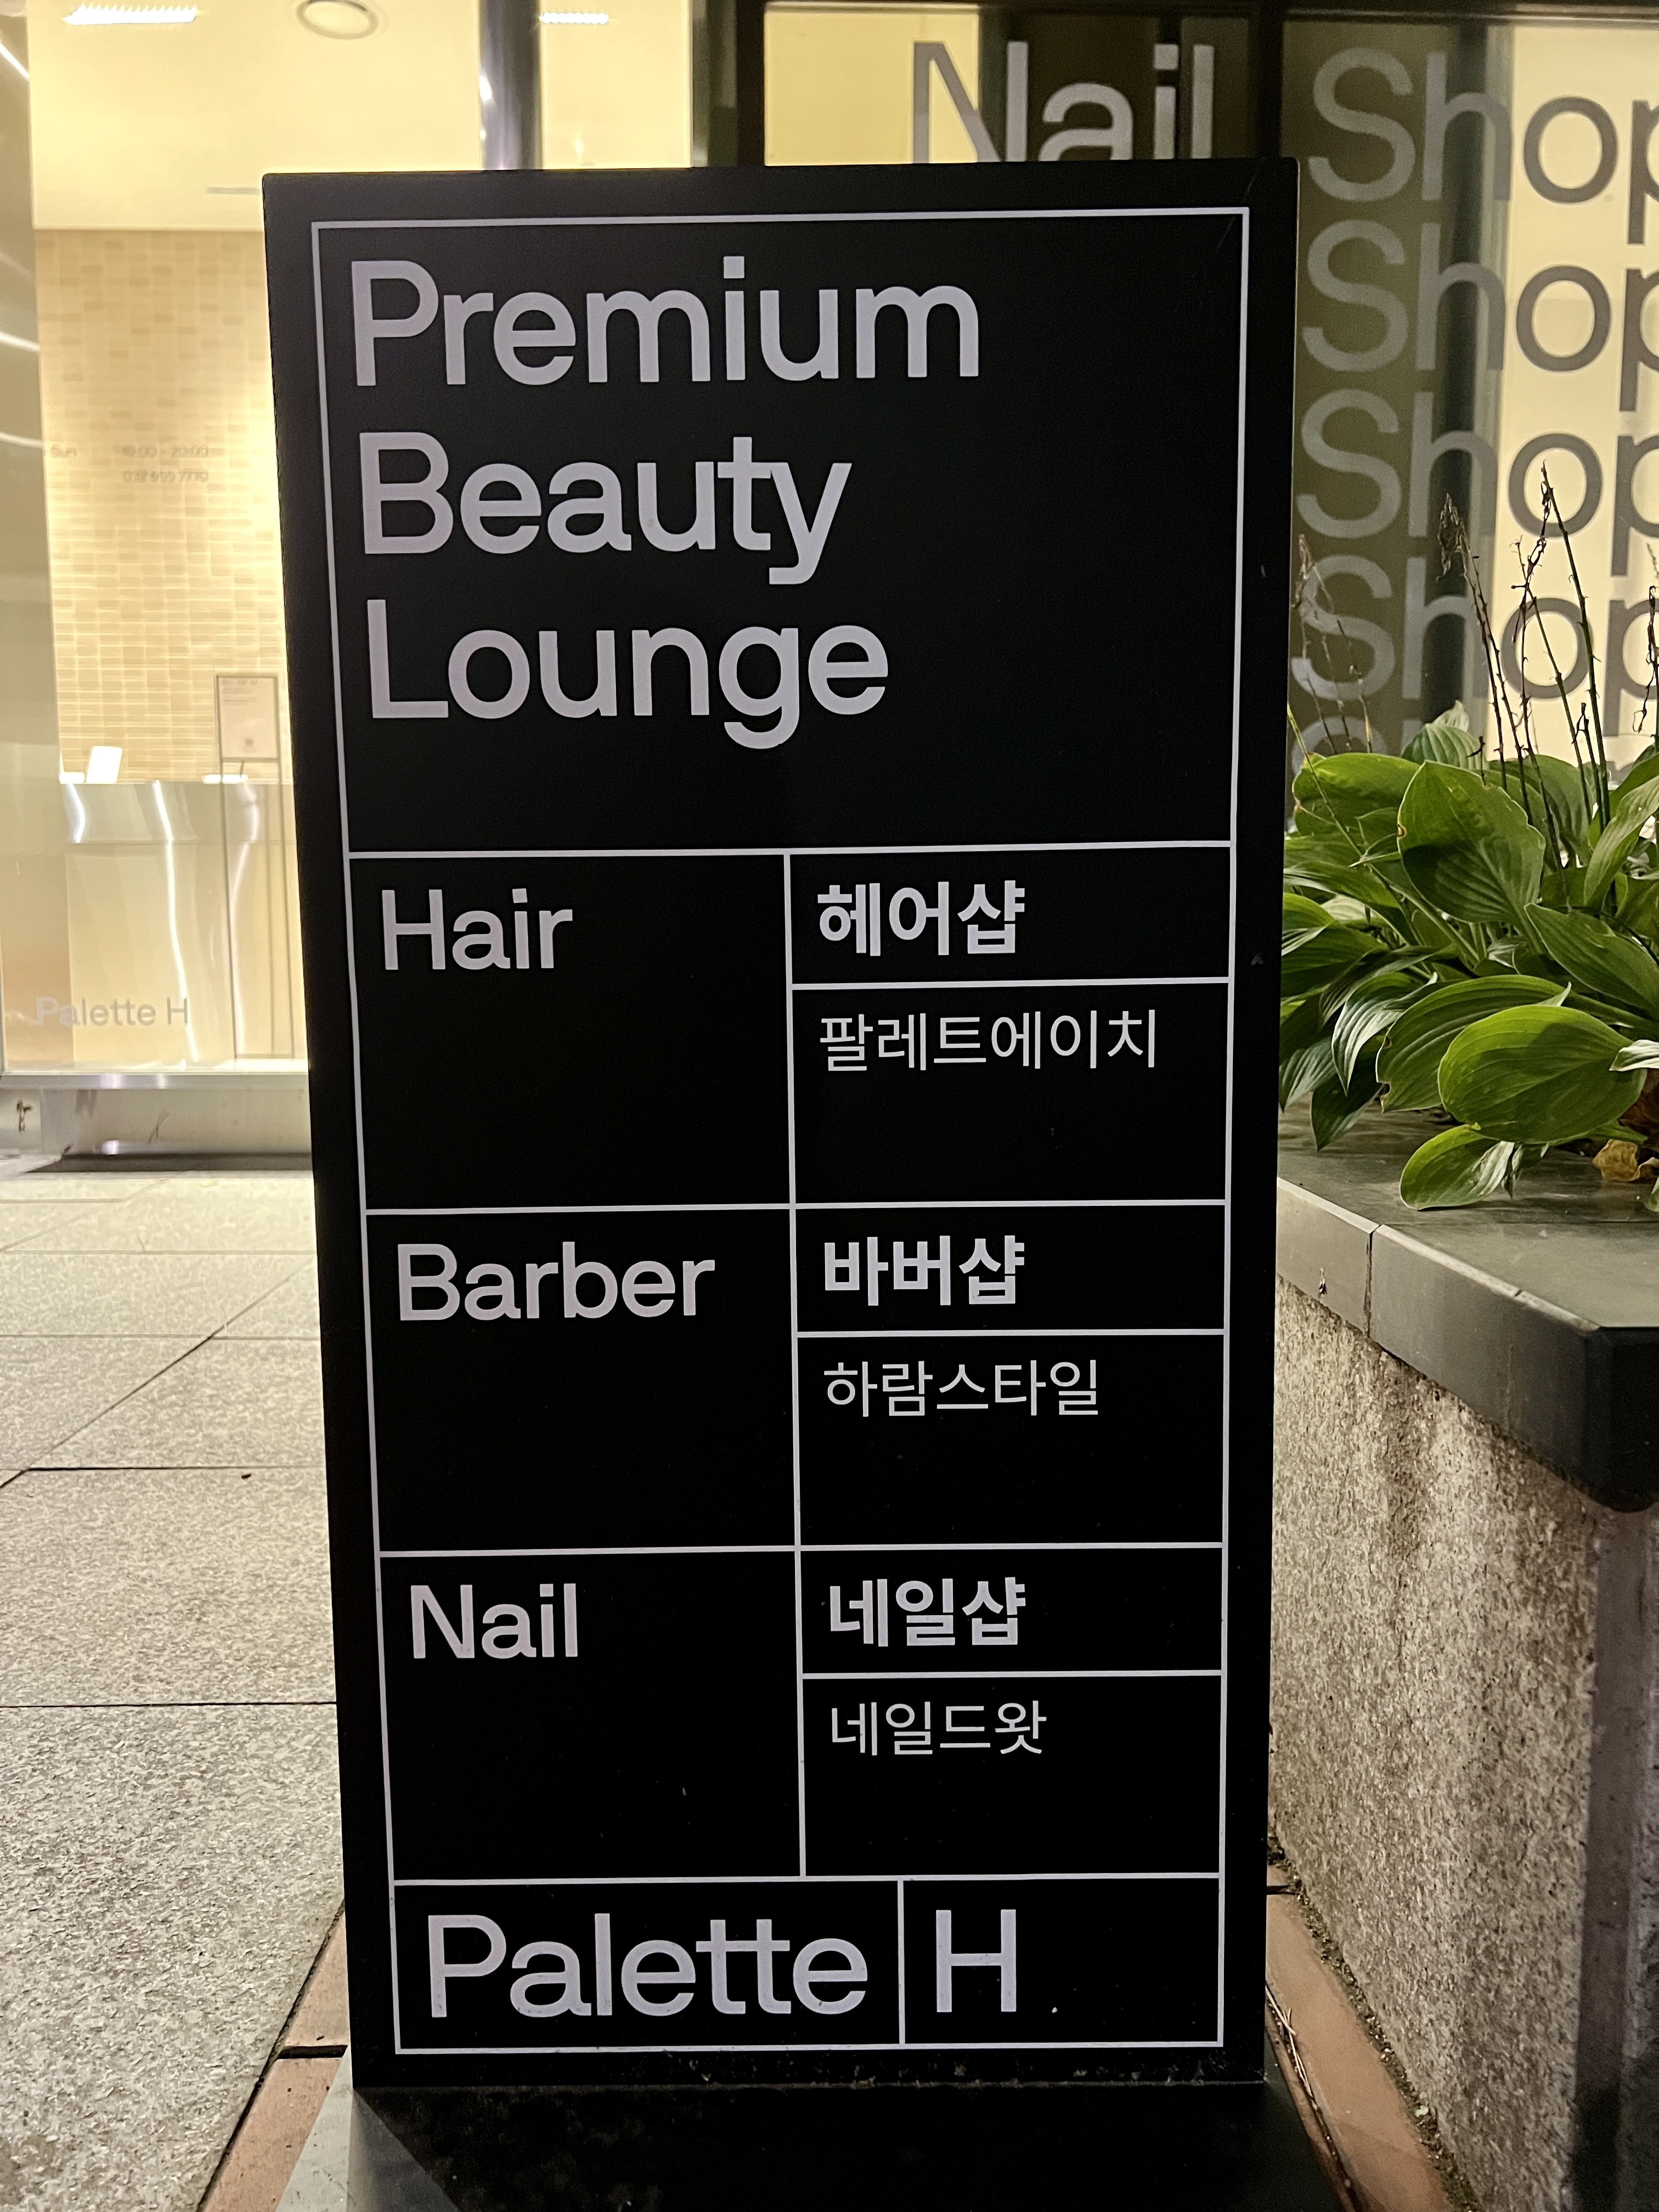 Nail Shop
Shop
Shop
Shop
Premium
Beauty
Lounge
Hair
헤어샵
팔레트에이치
Barber
바버샵
하람스타일
Nail
네일샵
네일드왓
Palette H
Palette H